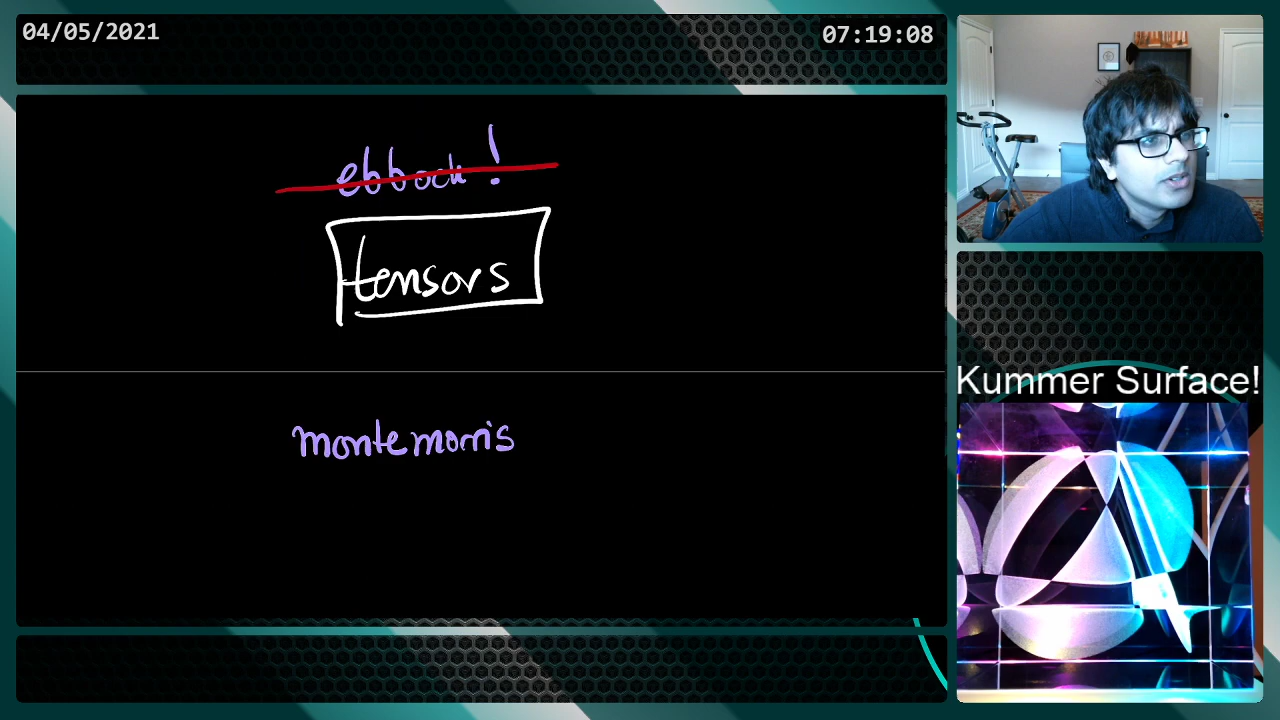 04/05/2021
07:19:08
ebbock!
tensors
montemorris
Kummer Surface!